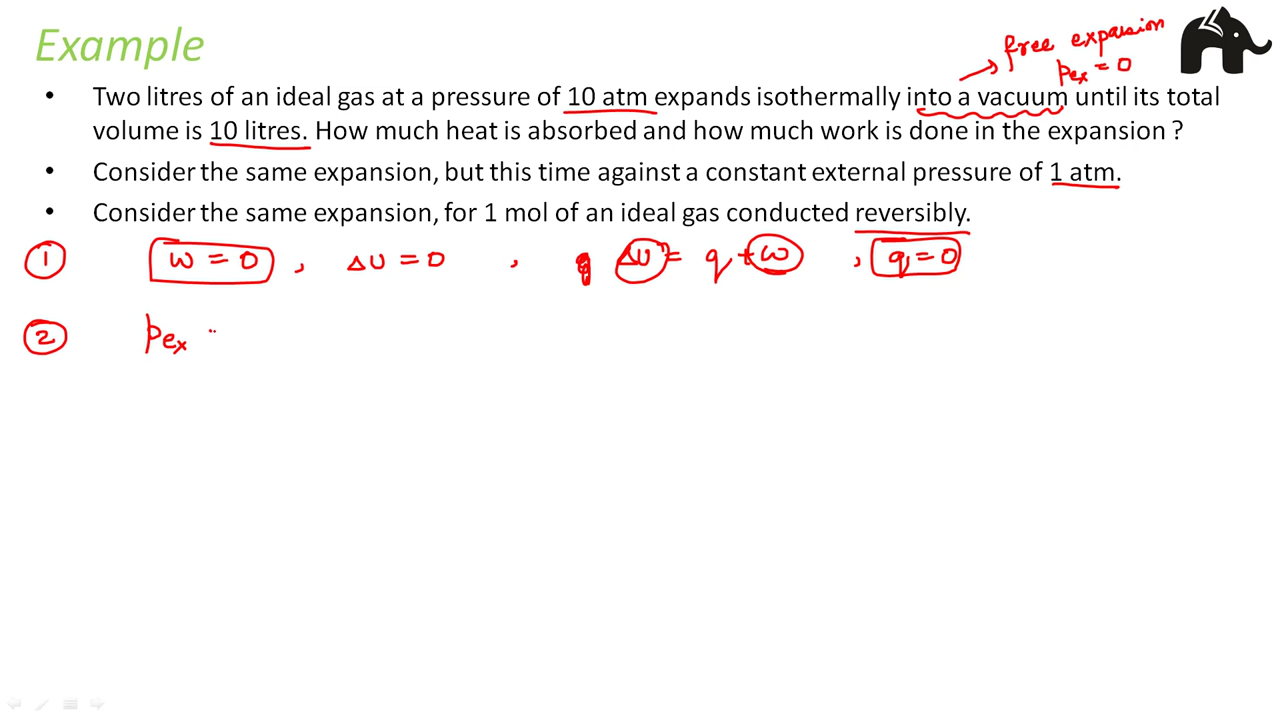 Example
free expansion
pex = 0
• Two litres of an ideal gas at a pressure of 10 atm expands isothermally into a vacuum until its total
volume is 10 litres. How much heat is absorbed and how much work is done in the expansion ?
• Consider the same expansion, but this time against a constant external pressure of 1 atm.
• Consider the same expansion, for 1 mol of an ideal gas conducted reversibly.
① w = 0 , ΔU = 0 , ΔU = q + w , q = 0
② pex